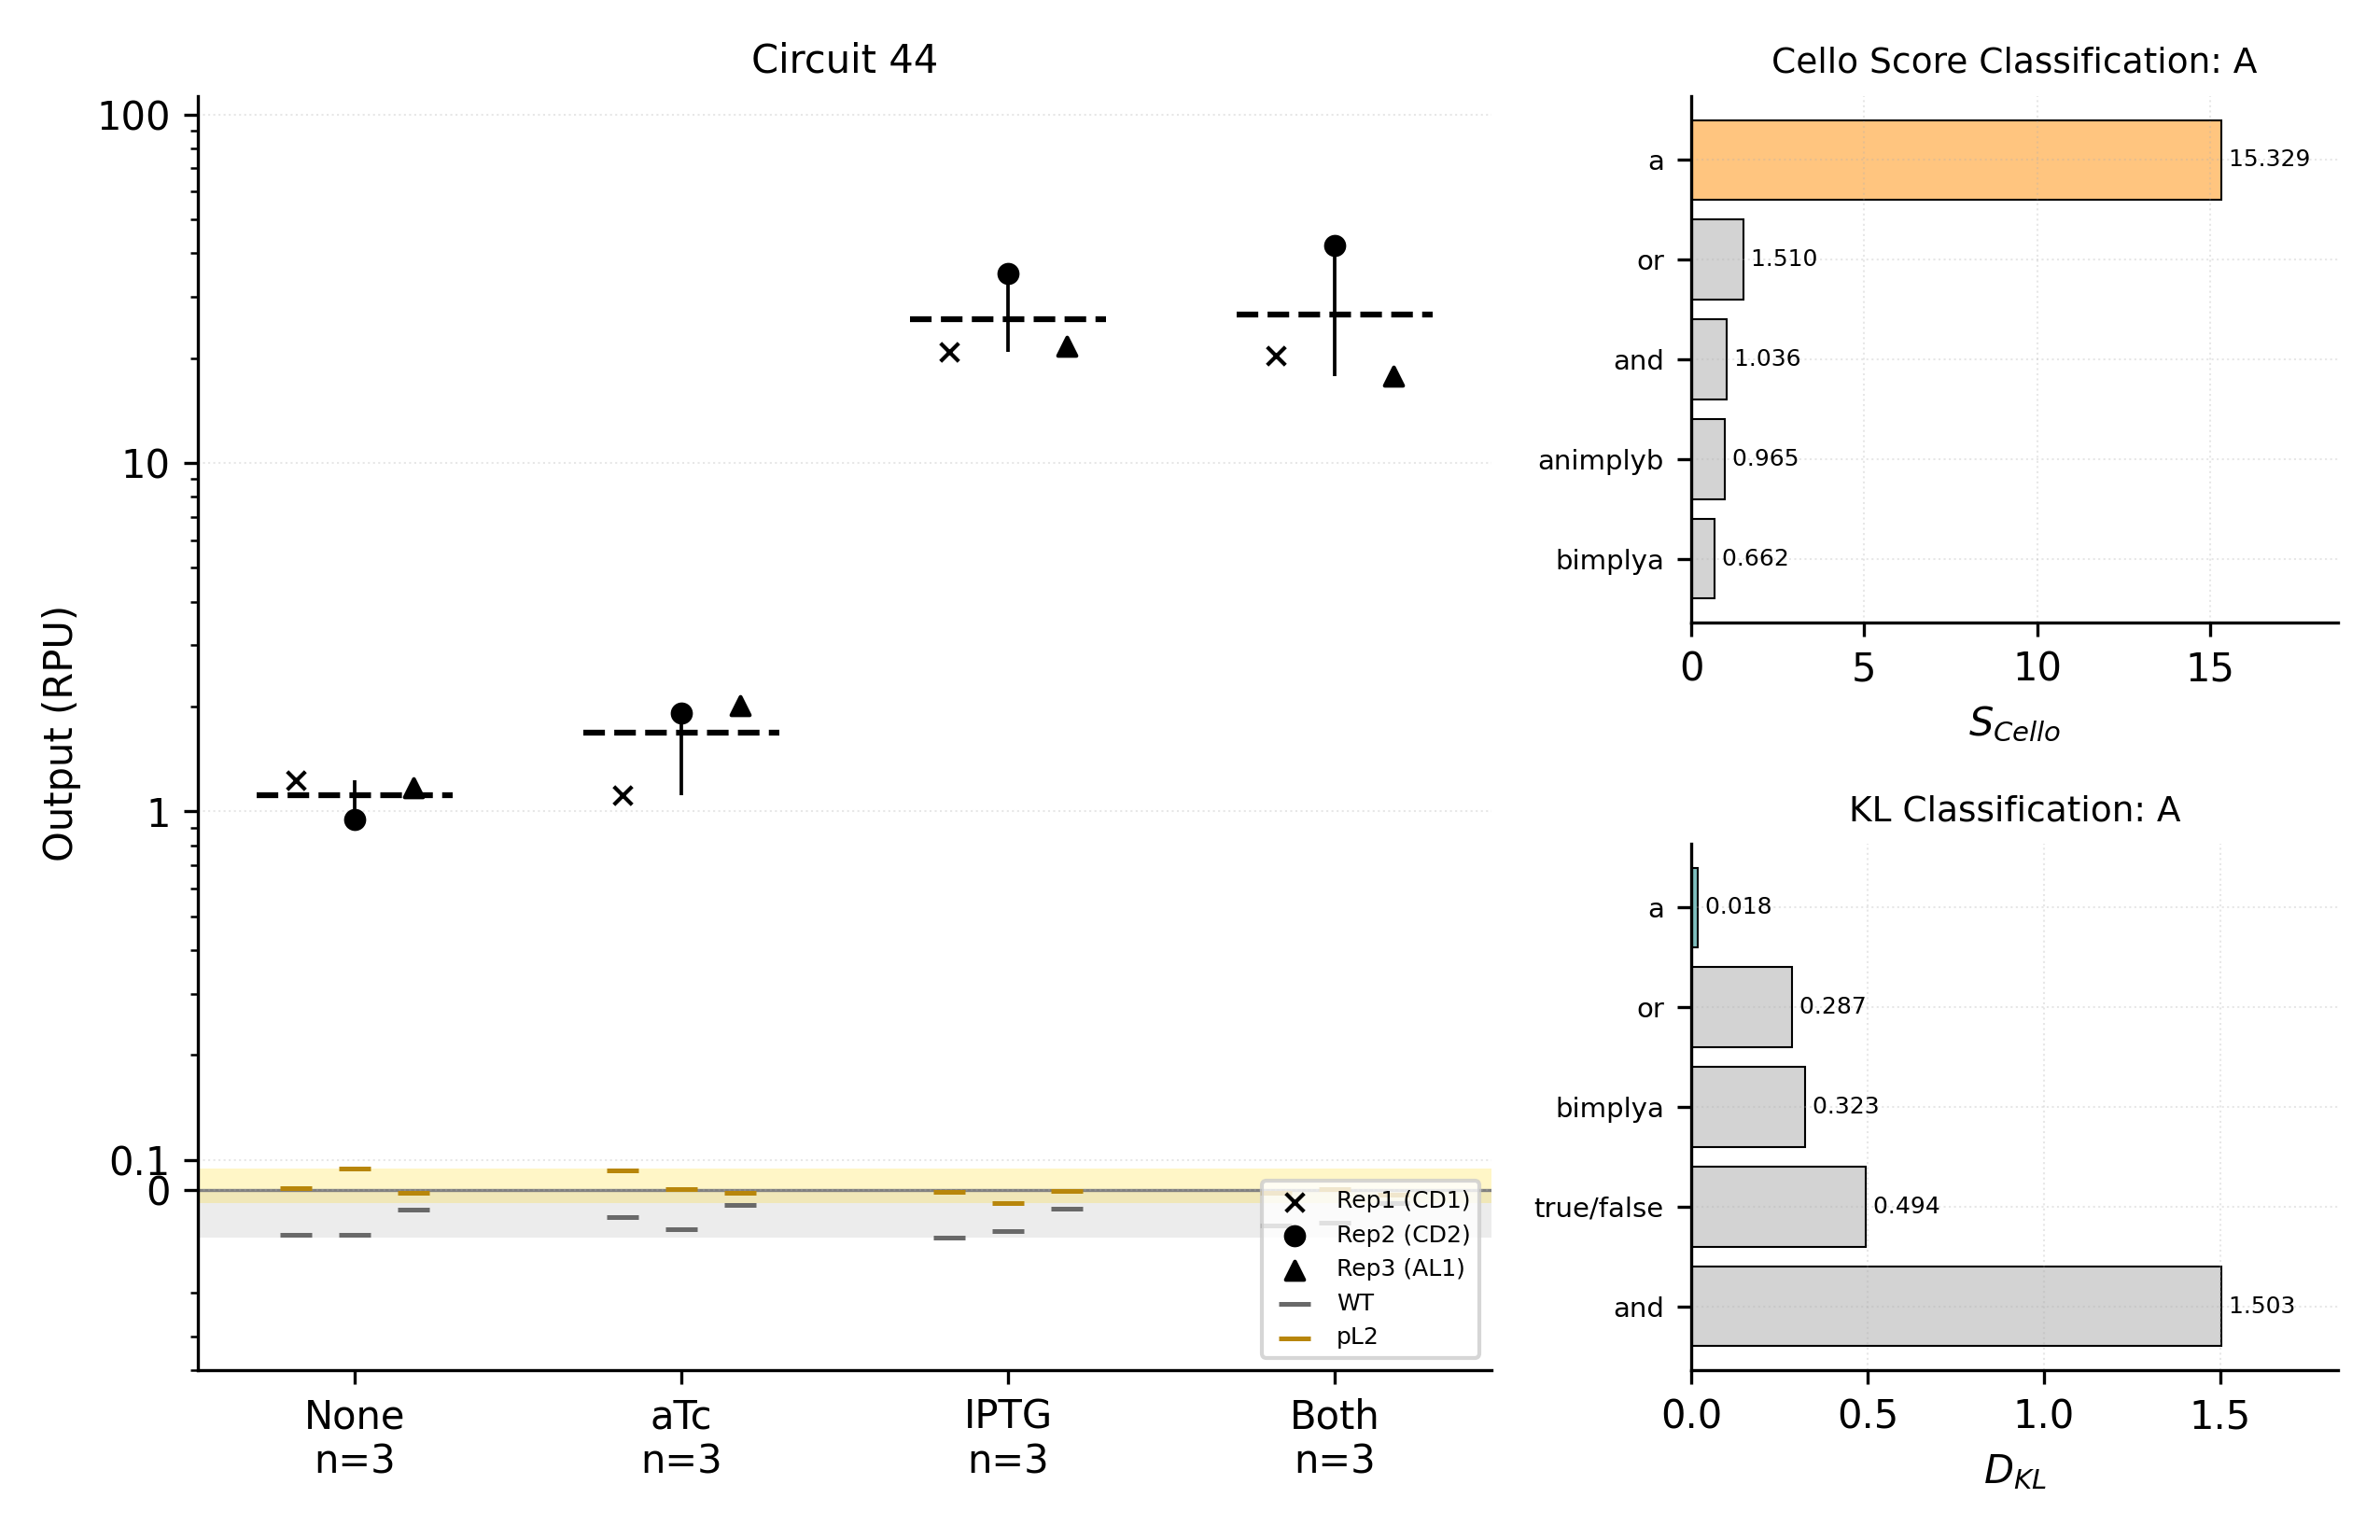 Circuit 44
Output (RPU)
100
10
1
0.1
0
None
n=3
aTc
n=3
IPTG
n=3
Both
n=3
Rep1 (CD1)
Rep2 (CD2)
Rep3 (AL1)
WT
pL2
Cello Score Classification: A
a
15.329
or
1.510
and
1.036
animplyb
0.965
bimplya
0.662
0 5 10 15
S_Cello
KL Classification: A
a
0.018
or
0.287
bimplya
0.323
true/false
0.494
and
1.503
0.0 0.5 1.0 1.5
D_KL